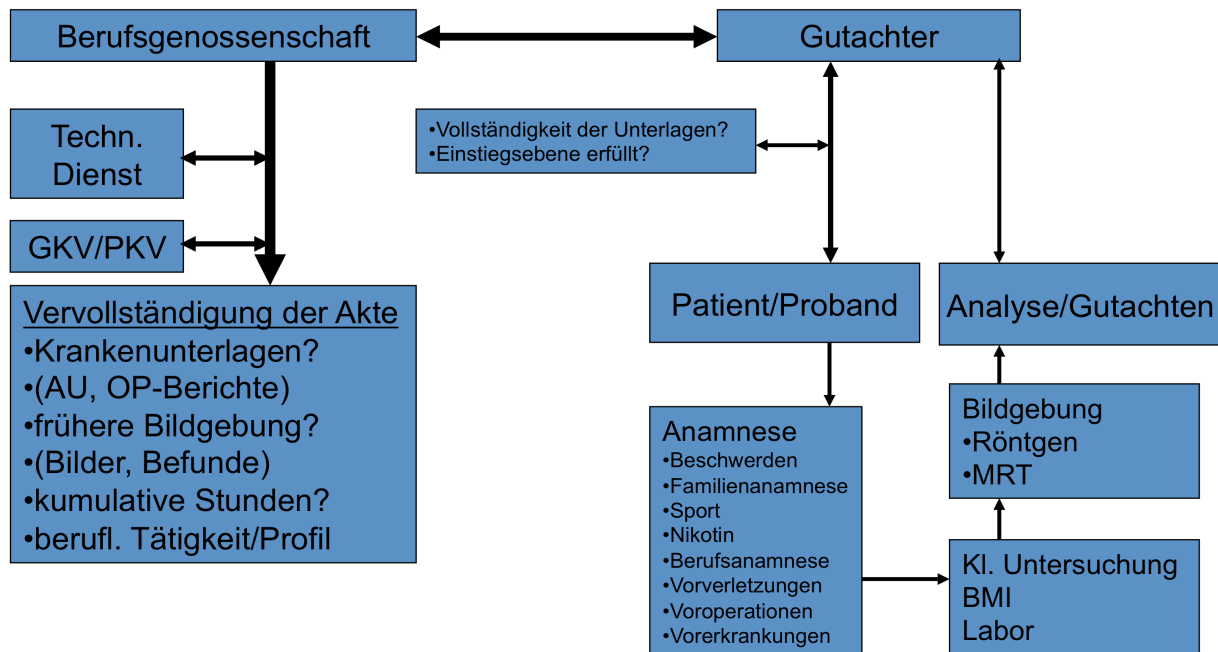 Berufsgenossenschaft
Gutachter
Techn.
Dienst
•Vollständigkeit der Unterlagen?
•Einstiegsebene erfüllt?
GKV/PKV
Vervollständigung der Akte
•Krankenunterlagen?
•(AU, OP-Berichte)
•frühere Bildgebung?
•(Bilder, Befunde)
•kumulative Stunden?
•berufl. Tätigkeit/Profil
Patient/Proband
Analyse/Gutachten
Anamnese
•Beschwerden
•Familienanamnese
•Sport
•Nikotin
•Berufsanamnese
•Vorverletzungen
•Voroperationen
•Vorerkrankungen
Bildgebung
•Röntgen
•MRT
Kl. Untersuchung
BMI
Labor